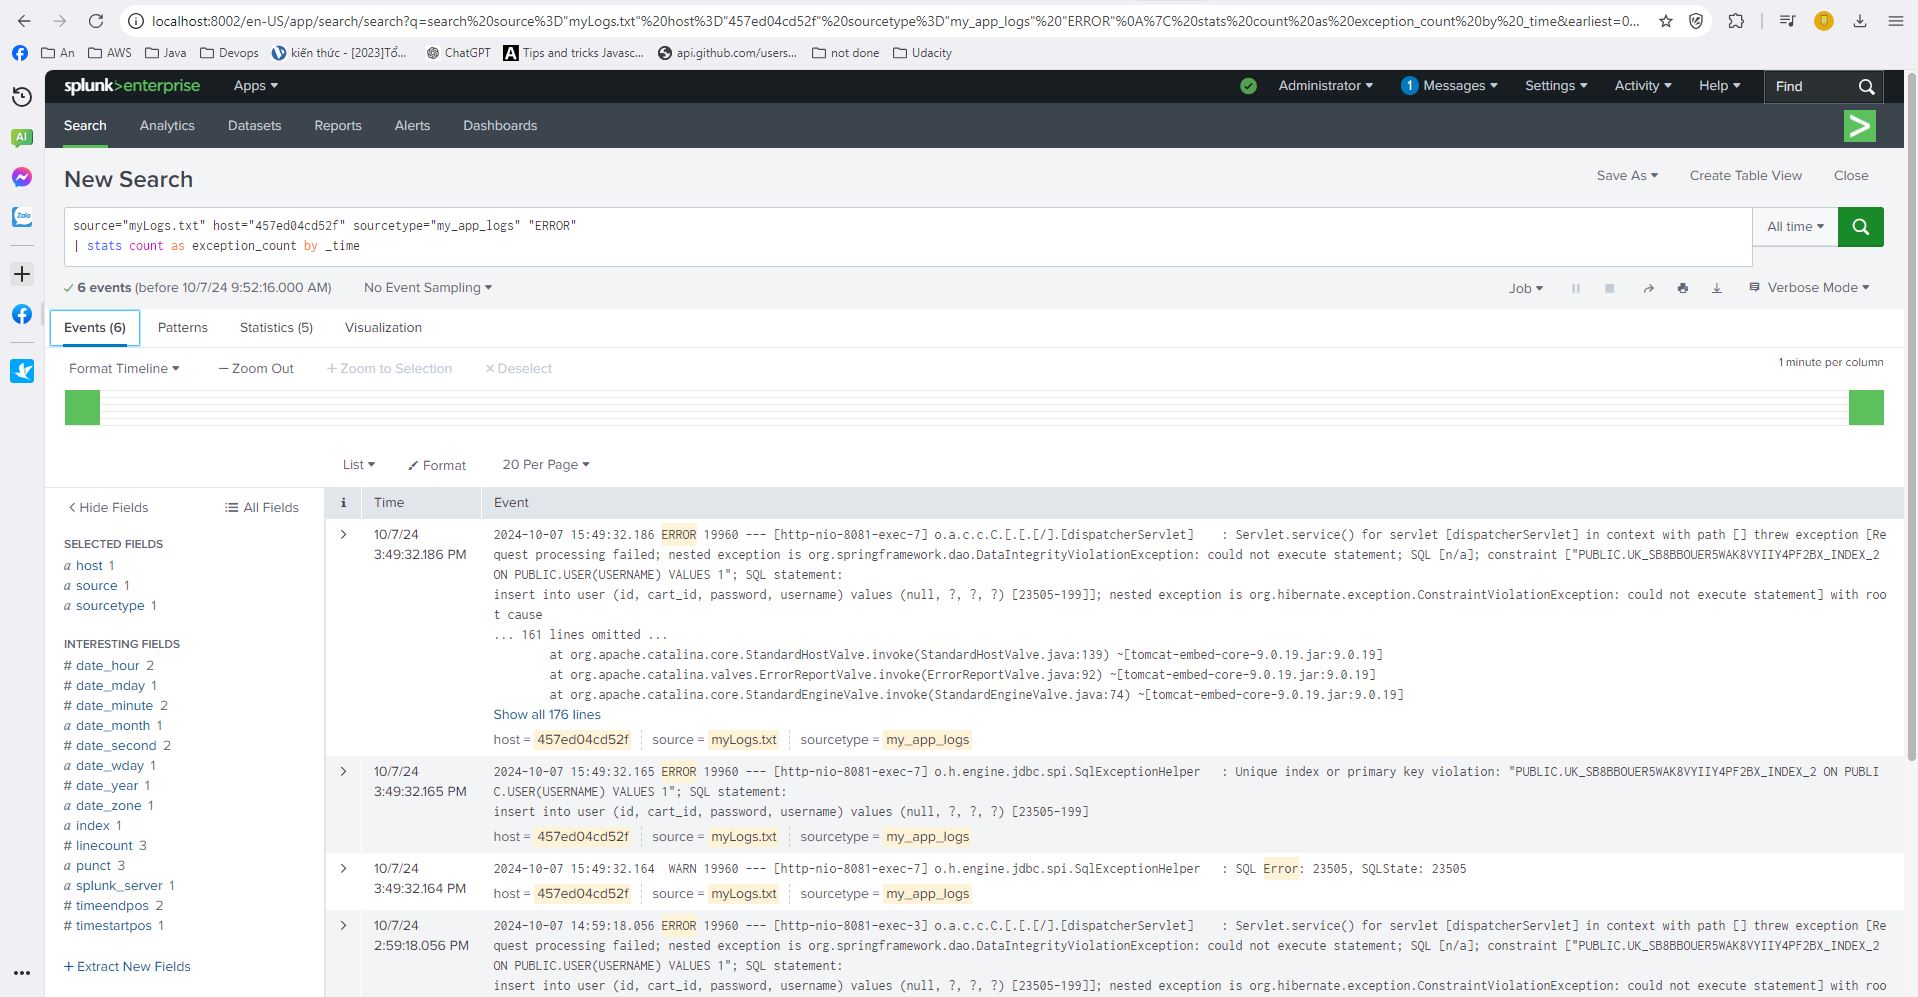 localhost:8002/en-US/app/search/search?q=search%20source%3D"myLogs.txt"%20host%3D"457ed04cd52f"%20sourcetype%3D"my_app_logs"%20"ERROR"%0A%7C%20stats%20count%20as%20exception_count%20by%20_time&earliest=0...
An AWS Java Devops kiến thức - [2023]Tổ... ChatGPT A Tips and tricks Javasc... api.github.com/users... not done Udacity
AI
Zalo
splunk>enterprise Apps
Administrator 1 Messages Settings Activity Help Find
Search Analytics Datasets Reports Alerts Dashboards
New Search
Save As Create Table View Close
source="myLogs.txt" host="457ed04cd52f" sourcetype="my_app_logs" "ERROR"
| stats count as exception_count by _time
All time
✓ 6 events (before 10/7/24 9:52:16.000 AM) No Event Sampling
Job Verbose Mode
Events (6) Patterns Statistics (5) Visualization
Format Timeline — Zoom Out + Zoom to Selection × Deselect
1 minute per column
List Format 20 Per Page
< Hide Fields All Fields
SELECTED FIELDS
a host 1
a source 1
a sourcetype 1
INTERESTING FIELDS
# date_hour 2
# date_mday 1
# date_minute 2
a date_month 1
# date_second 2
a date_wday 1
# date_year 1
a date_zone 1
a index 1
# linecount 3
a punct 3
a splunk_server 1
# timeendpos 2
# timestartpos 1
+ Extract New Fields
i Time Event
10/7/24
3:49:32.186 PM
2024-10-07 15:49:32.186 ERROR 19960 --- [http-nio-8081-exec-7] o.a.c.c.C.[.[.[/].[dispatcherServlet] : Servlet.service() for servlet [dispatcherServlet] in context with path [] threw exception [Re
quest processing failed; nested exception is org.springframework.dao.DataIntegrityViolationException: could not execute statement; SQL [n/a]; constraint ["PUBLIC.UK_SB8BBOUER5WAK8VYIIY4PF2BX_INDEX_2
ON PUBLIC.USER(USERNAME) VALUES 1"; SQL statement:
insert into user (id, cart_id, password, username) values (null, ?, ?, ?) [23505-199]]; nested exception is org.hibernate.exception.ConstraintViolationException: could not execute statement] with roo
t cause
... 161 lines omitted ...
at org.apache.catalina.core.StandardHostValve.invoke(StandardHostValve.java:139) ~[tomcat-embed-core-9.0.19.jar:9.0.19]
at org.apache.catalina.valves.ErrorReportValve.invoke(ErrorReportValve.java:92) ~[tomcat-embed-core-9.0.19.jar:9.0.19]
at org.apache.catalina.core.StandardEngineValve.invoke(StandardEngineValve.java:74) ~[tomcat-embed-core-9.0.19.jar:9.0.19]
Show all 176 lines
host = 457ed04cd52f source = myLogs.txt sourcetype = my_app_logs
10/7/24
3:49:32.165 PM
2024-10-07 15:49:32.165 ERROR 19960 --- [http-nio-8081-exec-7] o.h.engine.jdbc.spi.SqlExceptionHelper : Unique index or primary key violation: "PUBLIC.UK_SB8BBOUER5WAK8VYIIY4PF2BX_INDEX_2 ON PUBLI
C.USER(USERNAME) VALUES 1"; SQL statement:
insert into user (id, cart_id, password, username) values (null, ?, ?, ?) [23505-199]
host = 457ed04cd52f source = myLogs.txt sourcetype = my_app_logs
10/7/24
3:49:32.164 PM
2024-10-07 15:49:32.164 WARN 19960 --- [http-nio-8081-exec-7] o.h.engine.jdbc.spi.SqlExceptionHelper : SQL Error: 23505, SQLState: 23505
host = 457ed04cd52f source = myLogs.txt sourcetype = my_app_logs
10/7/24
2:59:18.056 PM
2024-10-07 14:59:18.056 ERROR 19960 --- [http-nio-8081-exec-3] o.a.c.c.C.[.[.[/].[dispatcherServlet] : Servlet.service() for servlet [dispatcherServlet] in context with path [] threw exception [Re
quest processing failed; nested exception is org.springframework.dao.DataIntegrityViolationException: could not execute statement; SQL [n/a]; constraint ["PUBLIC.UK_SB8BBOUER5WAK8VYIIY4PF2BX_INDEX_2
ON PUBLIC.USER(USERNAME) VALUES 1"; SQL statement:
insert into user (id, cart_id, password, username) values (null, ?, ?, ?) [23505-199]]; nested exception is org.hibernate.exception.ConstraintViolationException: could not execute statement] with roo